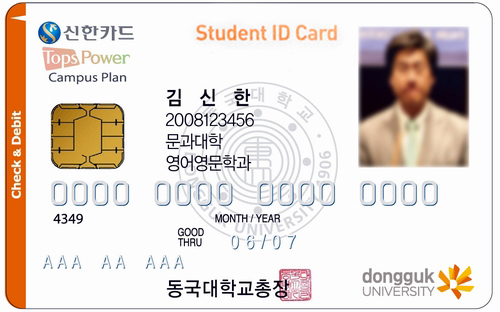 신한카드
Student ID Card
Tops Power
Campus Plan
Check & Debit
김 신 한
2008123456
문과대학
영어영문학과
0000 0000 0000 0000
4349
MONTH / YEAR
GOOD
THRU
06/07
AAA AA AAA
동국대학교총장
dongguk
UNIVERSITY